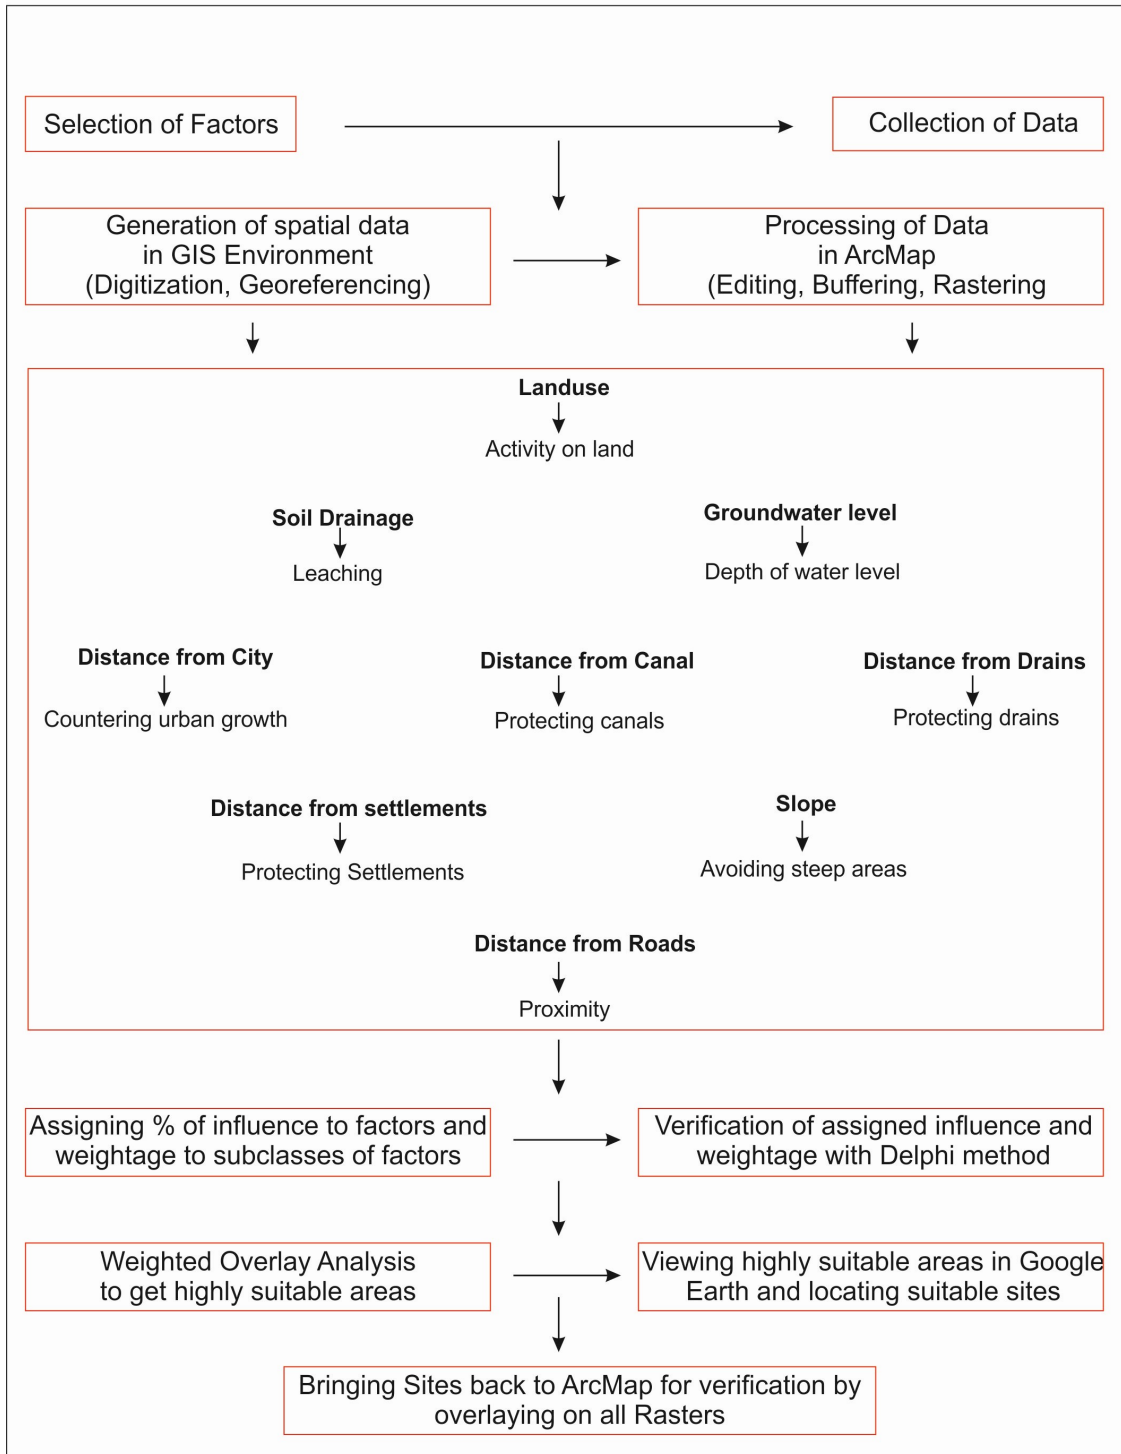 Selection of Factors
Collection of Data
Generation of spatial data
in GIS Environment
(Digitization, Georeferencing)
Processing of Data
in ArcMap
(Editing, Buffering, Rastering
Landuse
Activity on land
Soil Drainage
Leaching
Groundwater level
Depth of water level
Distance from City
Countering urban growth
Distance from Canal
Protecting canals
Distance from Drains
Protecting drains
Distance from settlements
Protecting Settlements
Slope
Avoiding steep areas
Distance from Roads
Proximity
Assigning % of influence to factors and
weightage to subclasses of factors
Verification of assigned influence and
weightage with Delphi method
Weighted Overlay Analysis
to get highly suitable areas
Viewing highly suitable areas in Google
Earth and locating suitable sites
Bringing Sites back to ArcMap for verification by
overlaying on all Rasters